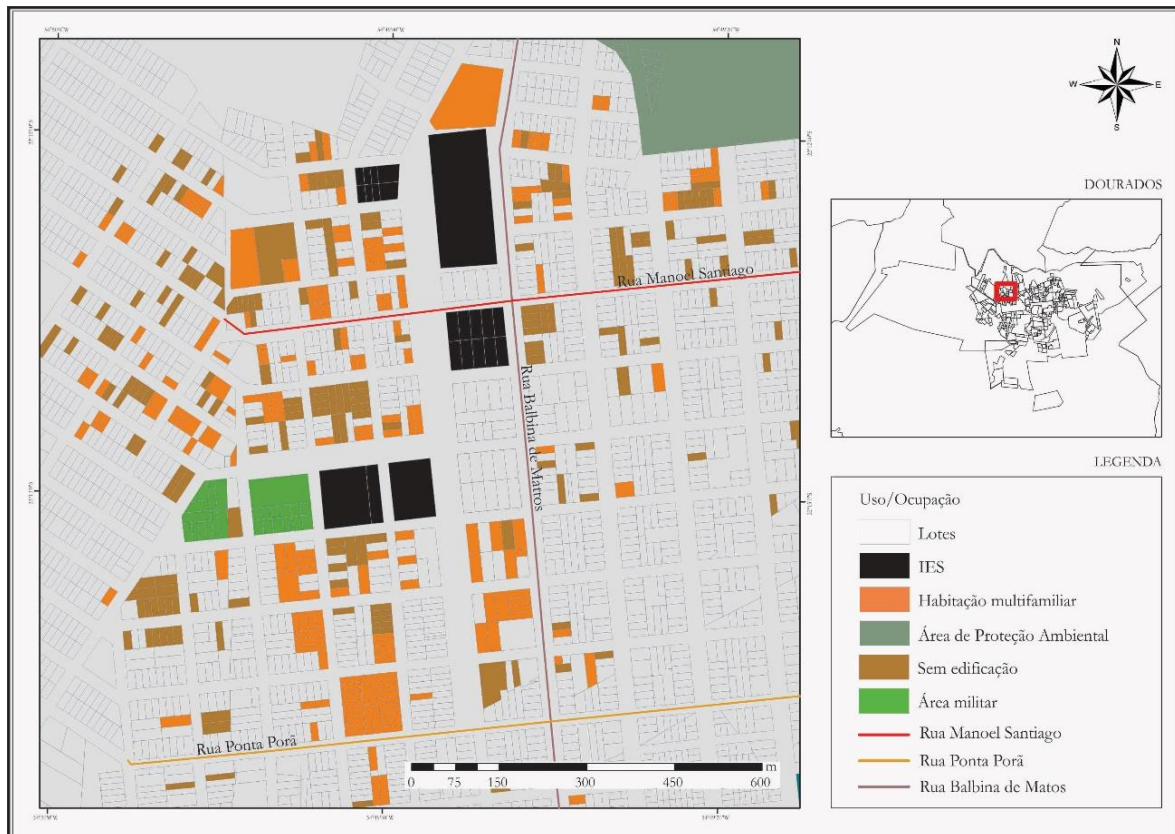 N
W
E
S
DOURADOS
Rua Manoel Santiago
Rua Balbina de Mattos
Rua Ponta Porã
m
0 75 150 300 450 600
LEGENDA
Uso/Ocupação
Lotes
IES
Habitação multifamiliar
Área de Proteção Ambiental
Sem edificação
Área militar
Rua Manoel Santiago
Rua Ponta Porã
Rua Balbina de Matos